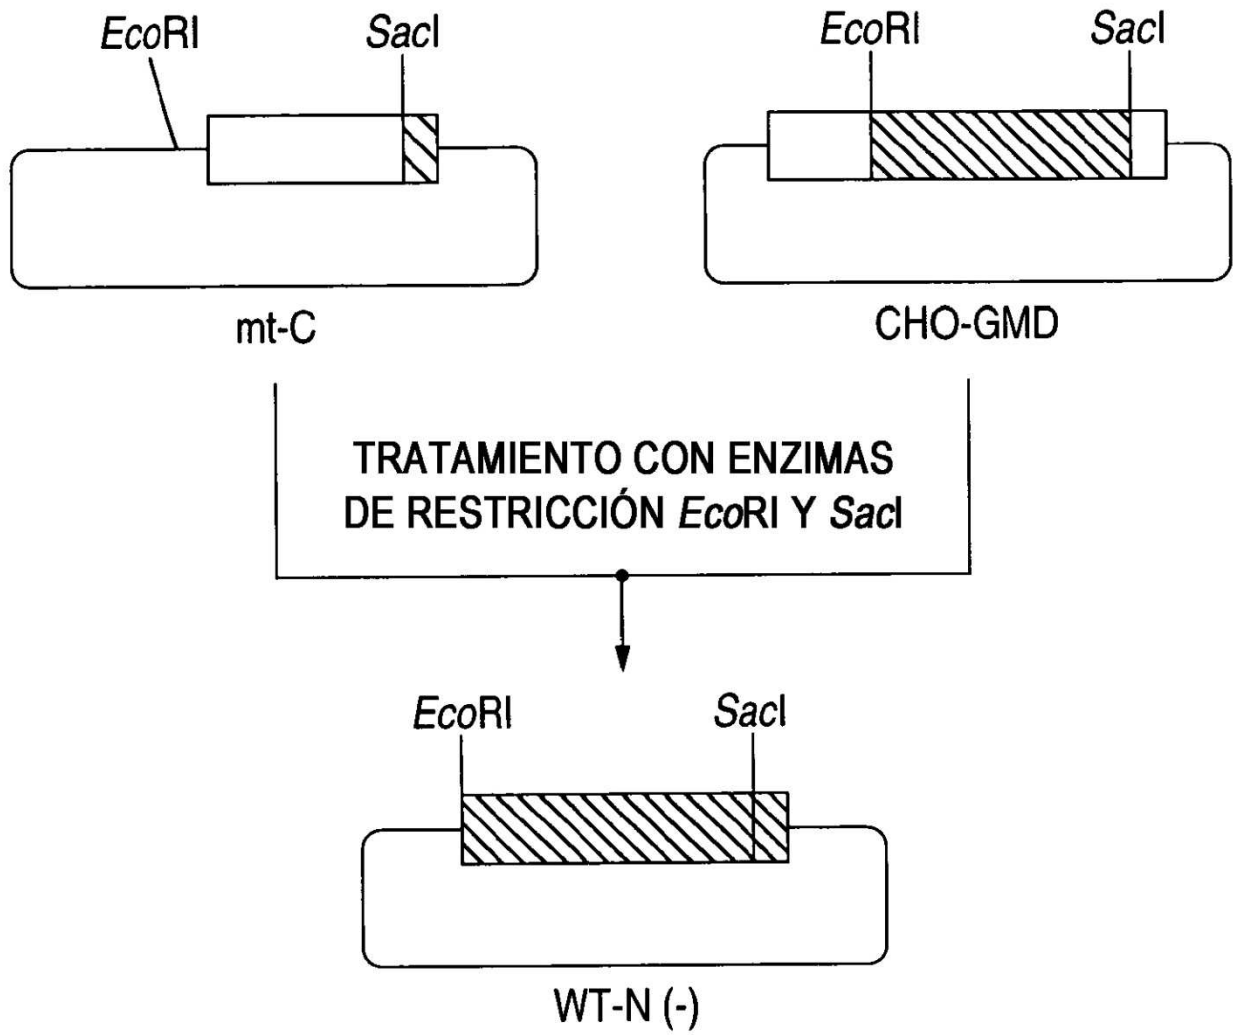 EcoRI SacI EcoRI SacI
mt-C CHO-GMD
TRATAMIENTO CON ENZIMAS
DE RESTRICCIÓN EcoRI Y SacI
EcoRI SacI
WT-N (-)